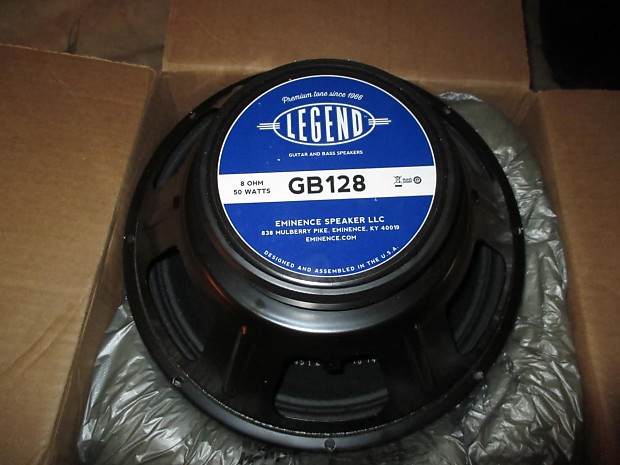 Premium tone since 1966
LEGEND
GUITAR AND BASS SPEAKERS
8 OHM
50 WATTS
GB128
EMINENCE SPEAKER LLC
838 MULBERRY PIKE, EMINENCE, KY 40019
EMINENCE.COM
DESIGNED AND ASSEMBLED IN THE U.S.A.